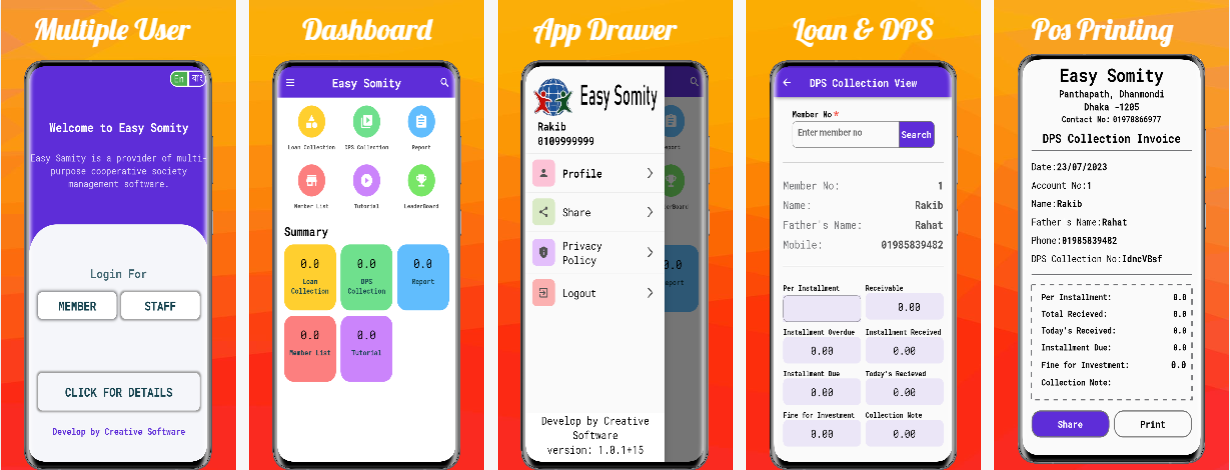 Multiple User
En বাং
Welcome to Easy Somity
Easy Samity is a provider of multi-
purpose cooperative society
management software.
Login For
MEMBER STAFF
CLICK FOR DETAILS
Develop by Creative Software
Dashboard
Easy Somity
Loan Collection DPS Collection Report
Member List Tutorial LeaderBoard
Summary
0.0 0.0 0.0
Loan DPS Report
Collection Collection
0.0 0.0
Member List Tutorial
App Drawer
Easy Somity
Rakib
0109999999
Profile
Share
Privacy
Policy
Logout
Develop by Creative
Software
version: 1.0.1+15
Loan & DPS
DPS Collection View
Member No*
Enter member no Search
Member No: 1
Name: Rakib
Father's Name: Rahat
Mobile: 01985839482
Per Installment Receivable
0.00
Installment Overdue Installment Received
0.00 0.00
Installment Due Today's Recieved
0.00 0.00
Fine for Investment Collection Note
0.00 0.00
Pos Printing
Easy Somity
Panthapath, Dhanmondi
Dhaka -1205
Contact No: 01970866977
DPS Collection Invoice
Date:23/07/2023
Account No:1
Name:Rakib
Father s Name:Rahat
Phone:01985839482
DPS Collection No:IdncVBsf
Per Installment: 0.0
Total Recieved: 0.0
Today's Received: 0.0
Installment Due: 0.0
Fine for Investment: 0.0
Collection Note:
Share Print